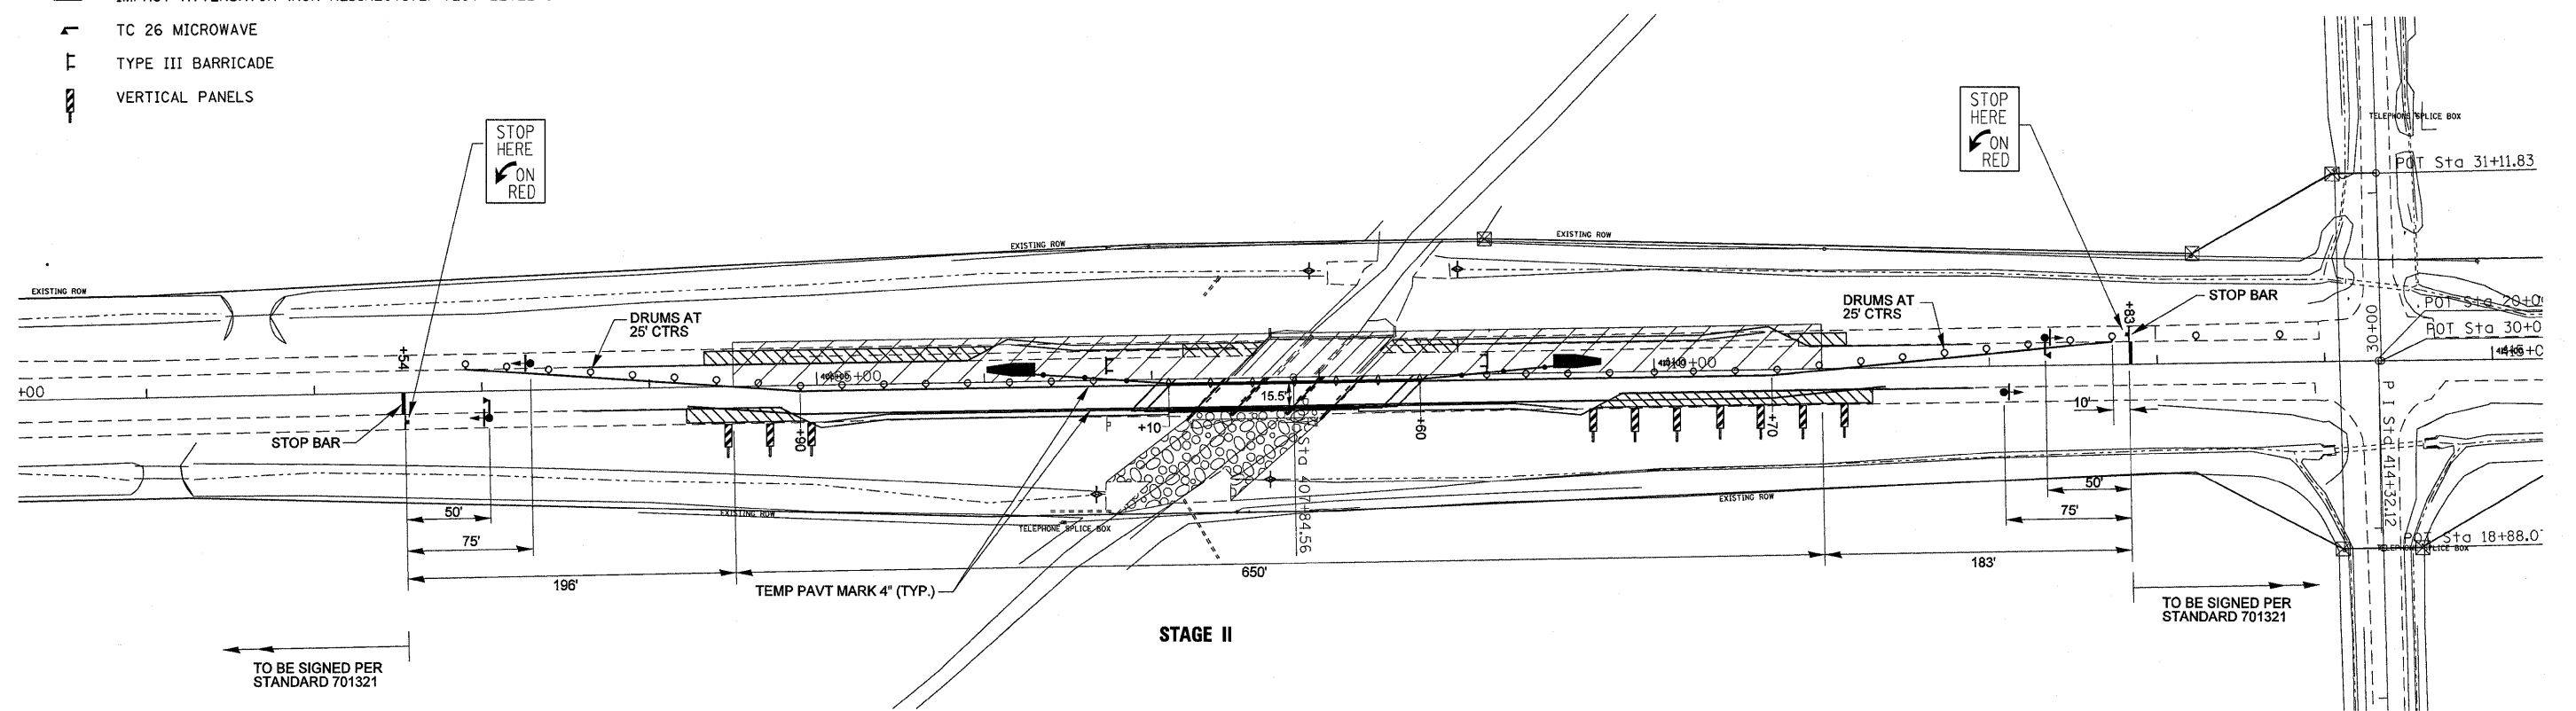 TC 26 MICROWAVE
TYPE III BARRICADE
VERTICAL PANELS
STOP
HERE
ON
RED
STOP
HERE
ON
RED
TELEPHONE SPLICE BOX
POT Sta 31+11.83
EXISTING ROW
EXISTING ROW
EXISTING ROW
DRUMS AT
25' CTRS
DRUMS AT
25' CTRS
STOP BAR
+83
+54
30+00
+00
15.5'
+10
+90
+60
+70
10'
STOP BAR
Sta 407+84.56
P I Sta 414+32.12
50'
75'
50'
75'
EXISTING ROW
EXISTING ROW
TELEPHONE SPLICE BOX
POT Sta 18+88.0
196'
650'
183'
TEMP PAVT MARK 4" (TYP.)
STAGE II
TO BE SIGNED PER
STANDARD 701321
TO BE SIGNED PER
STANDARD 701321